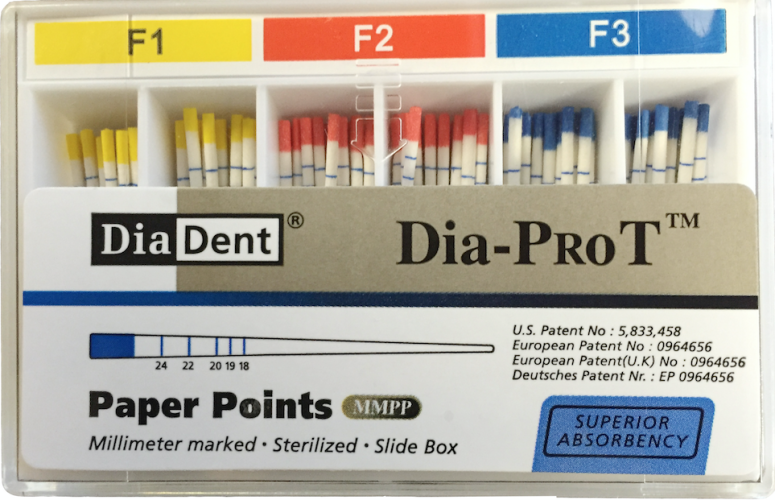 F1 F2 F3
DiaDent® Dia-ProT™
U.S. Patent No : 5,833,458
European Patent No : 0964656
European Patent(U.K) No : 0964656
Deutsches Patent Nr. : EP 0964656
24 22 20 19 18
Paper Points MMPP
Millimeter marked · Sterilized · Slide Box
SUPERIOR
ABSORBENCY